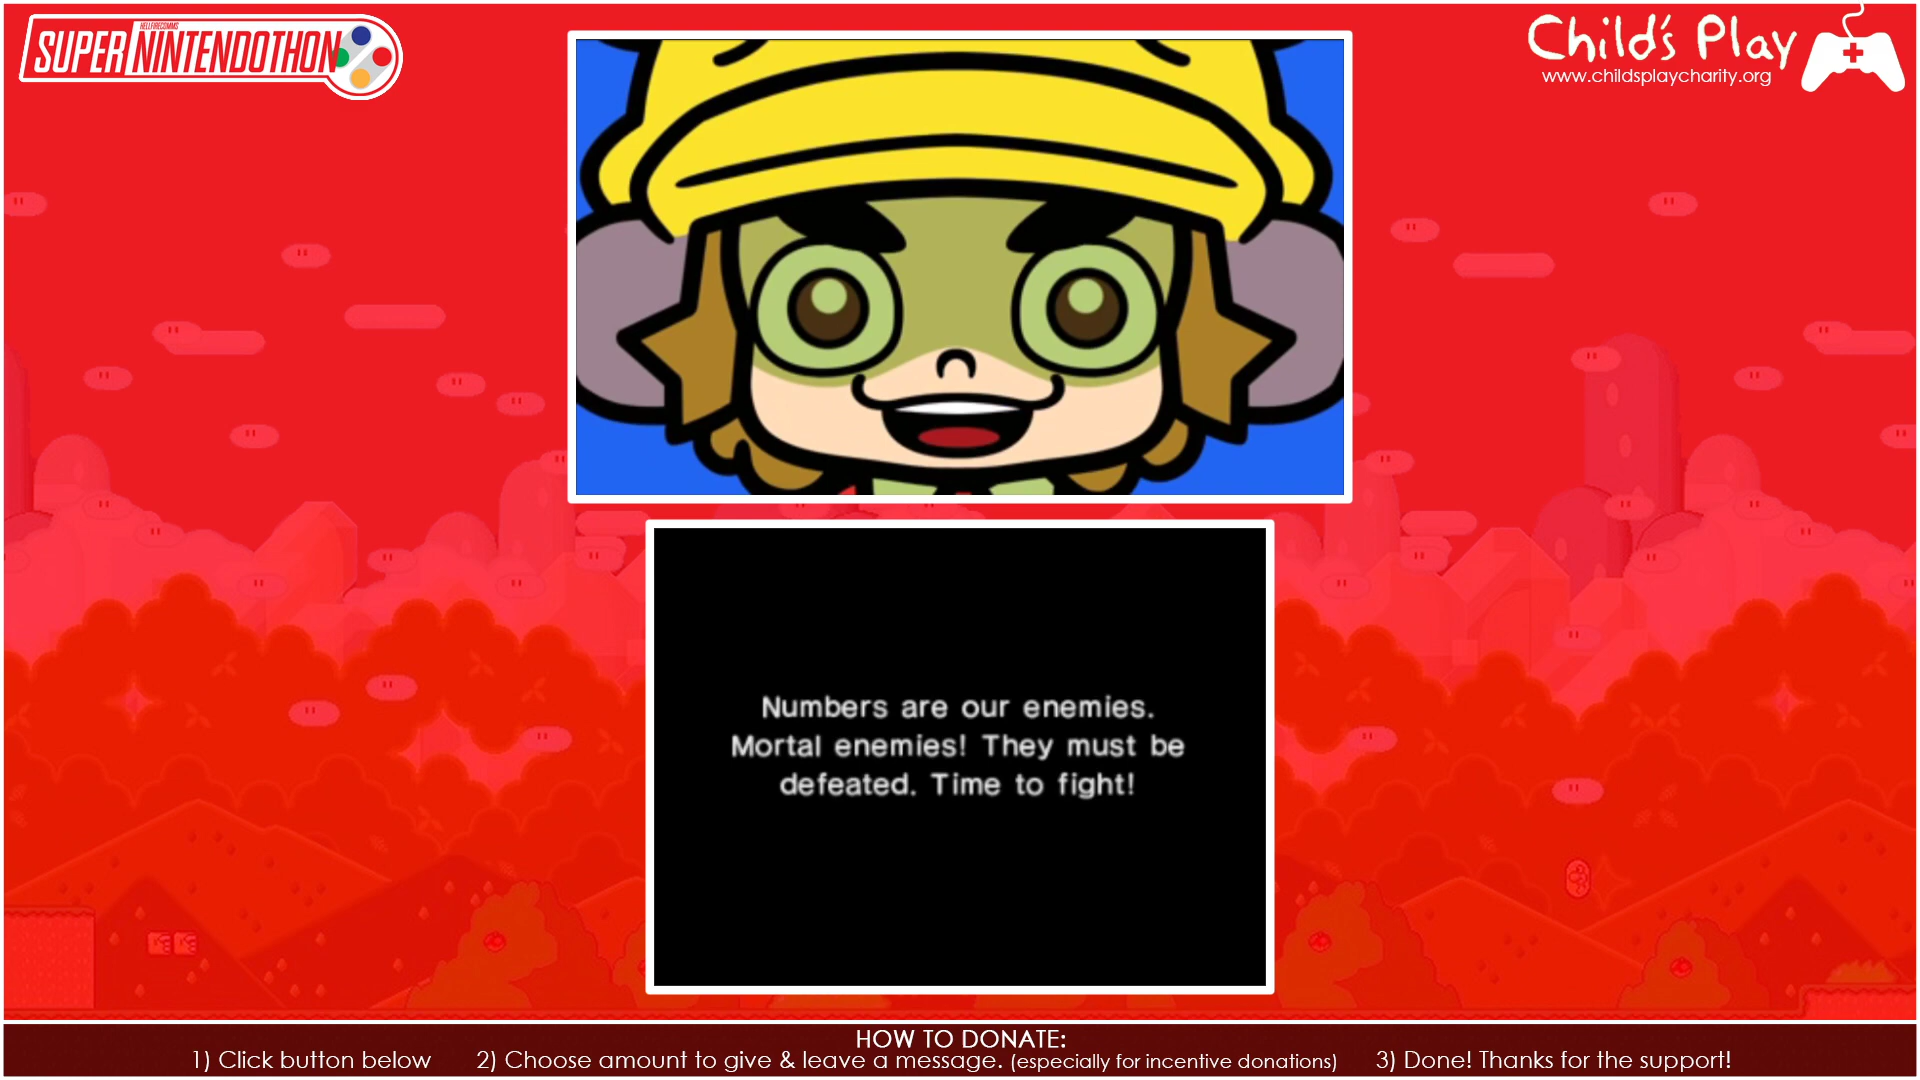 HELLFIRECOMMS
SUPER NINTENDOTHON
Child's Play
www.childsplaycharity.org
Numbers are our enemies.
Mortal enemies! They must be
defeated. Time to fight!
HOW TO DONATE:
1) Click button below 2) Choose amount to give & leave a message. (especially for incentive donations) 3) Done! Thanks for the support!